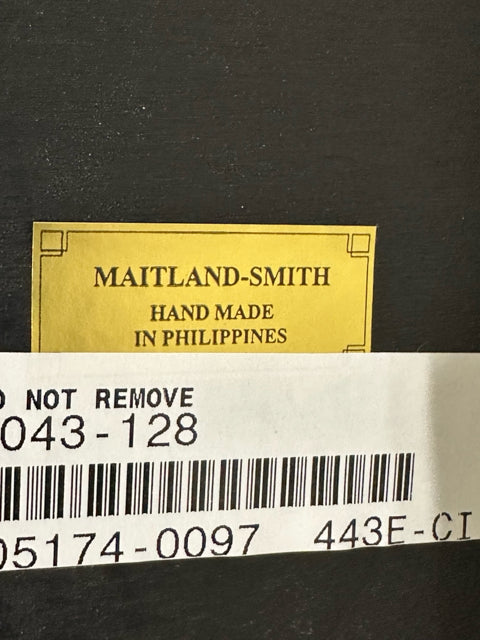 MAITLAND-SMITH
HAND MADE
IN PHILIPPINES
NOT REMOVE
043-128
05174-0097 443E-CI